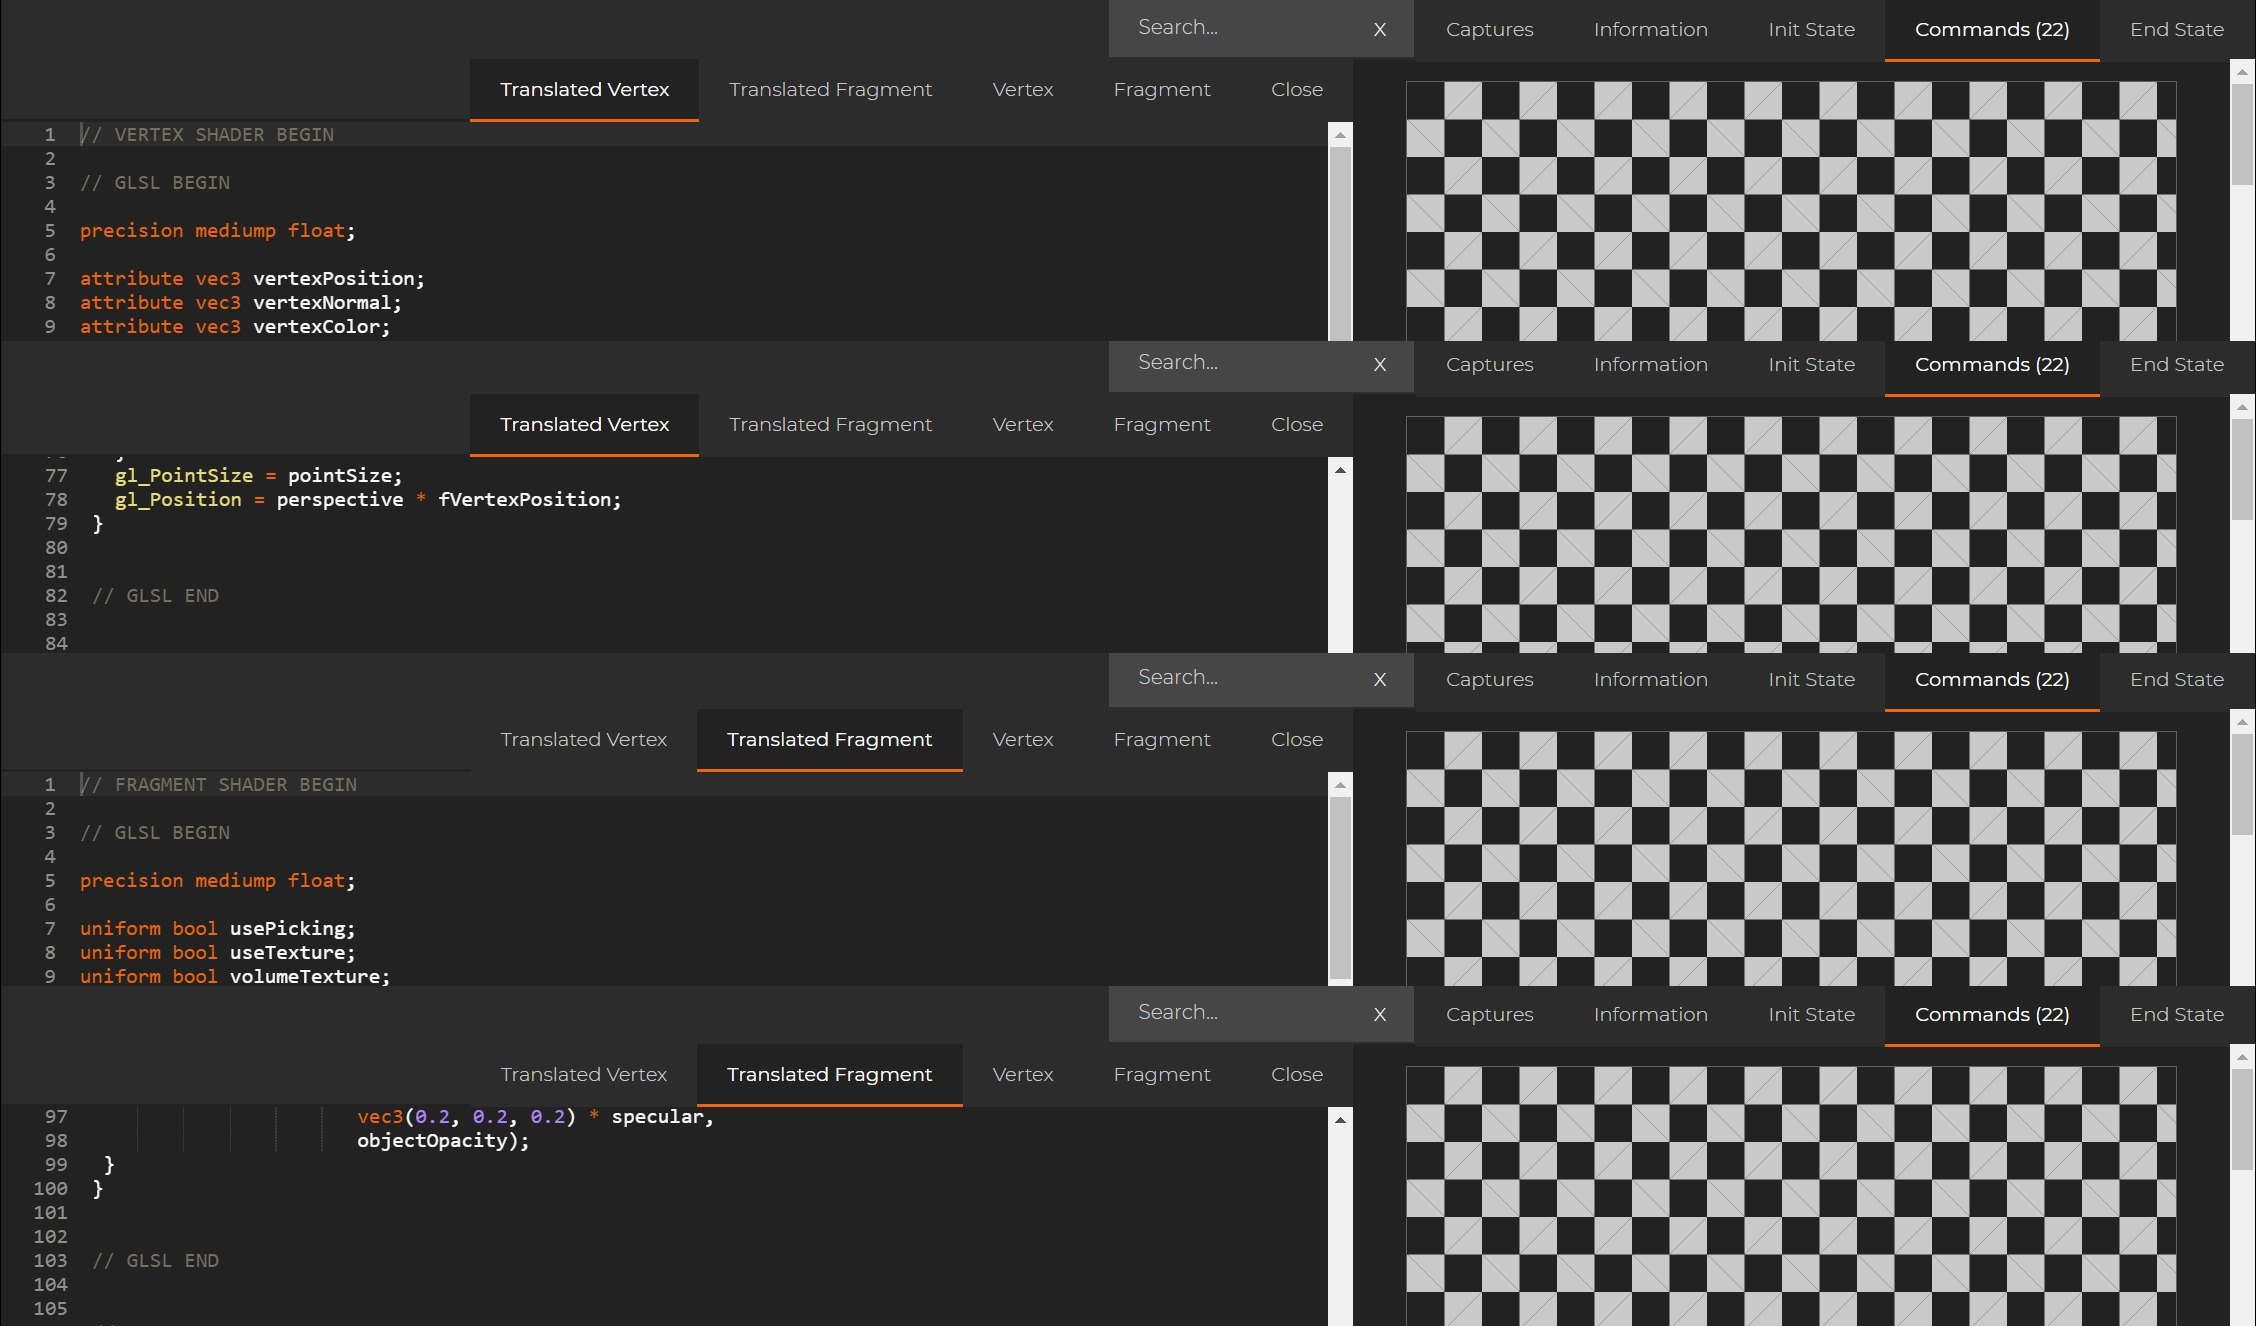 Search... X Captures Information Init State Commands (22) End State
Translated Vertex Translated Fragment Vertex Fragment Close
1 // VERTEX SHADER BEGIN
2
3 // GLSL BEGIN
4
5 precision mediump float;
6
7 attribute vec3 vertexPosition;
8 attribute vec3 vertexNormal;
9 attribute vec3 vertexColor;
Search... X Captures Information Init State Commands (22) End State
Translated Vertex Translated Fragment Vertex Fragment Close
77 gl_PointSize = pointSize;
78 gl_Position = perspective * fVertexPosition;
79 }
80
81
82 // GLSL END
83
84
Search... X Captures Information Init State Commands (22) End State
Translated Vertex Translated Fragment Vertex Fragment Close
1 // FRAGMENT SHADER BEGIN
2
3 // GLSL BEGIN
4
5 precision mediump float;
6
7 uniform bool usePicking;
8 uniform bool useTexture;
9 uniform bool volumeTexture;
Search... X Captures Information Init State Commands (22) End State
Translated Vertex Translated Fragment Vertex Fragment Close
97 vec3(0.2, 0.2, 0.2) * specular,
98 objectOpacity);
99 }
100 }
101
102
103 // GLSL END
104
105